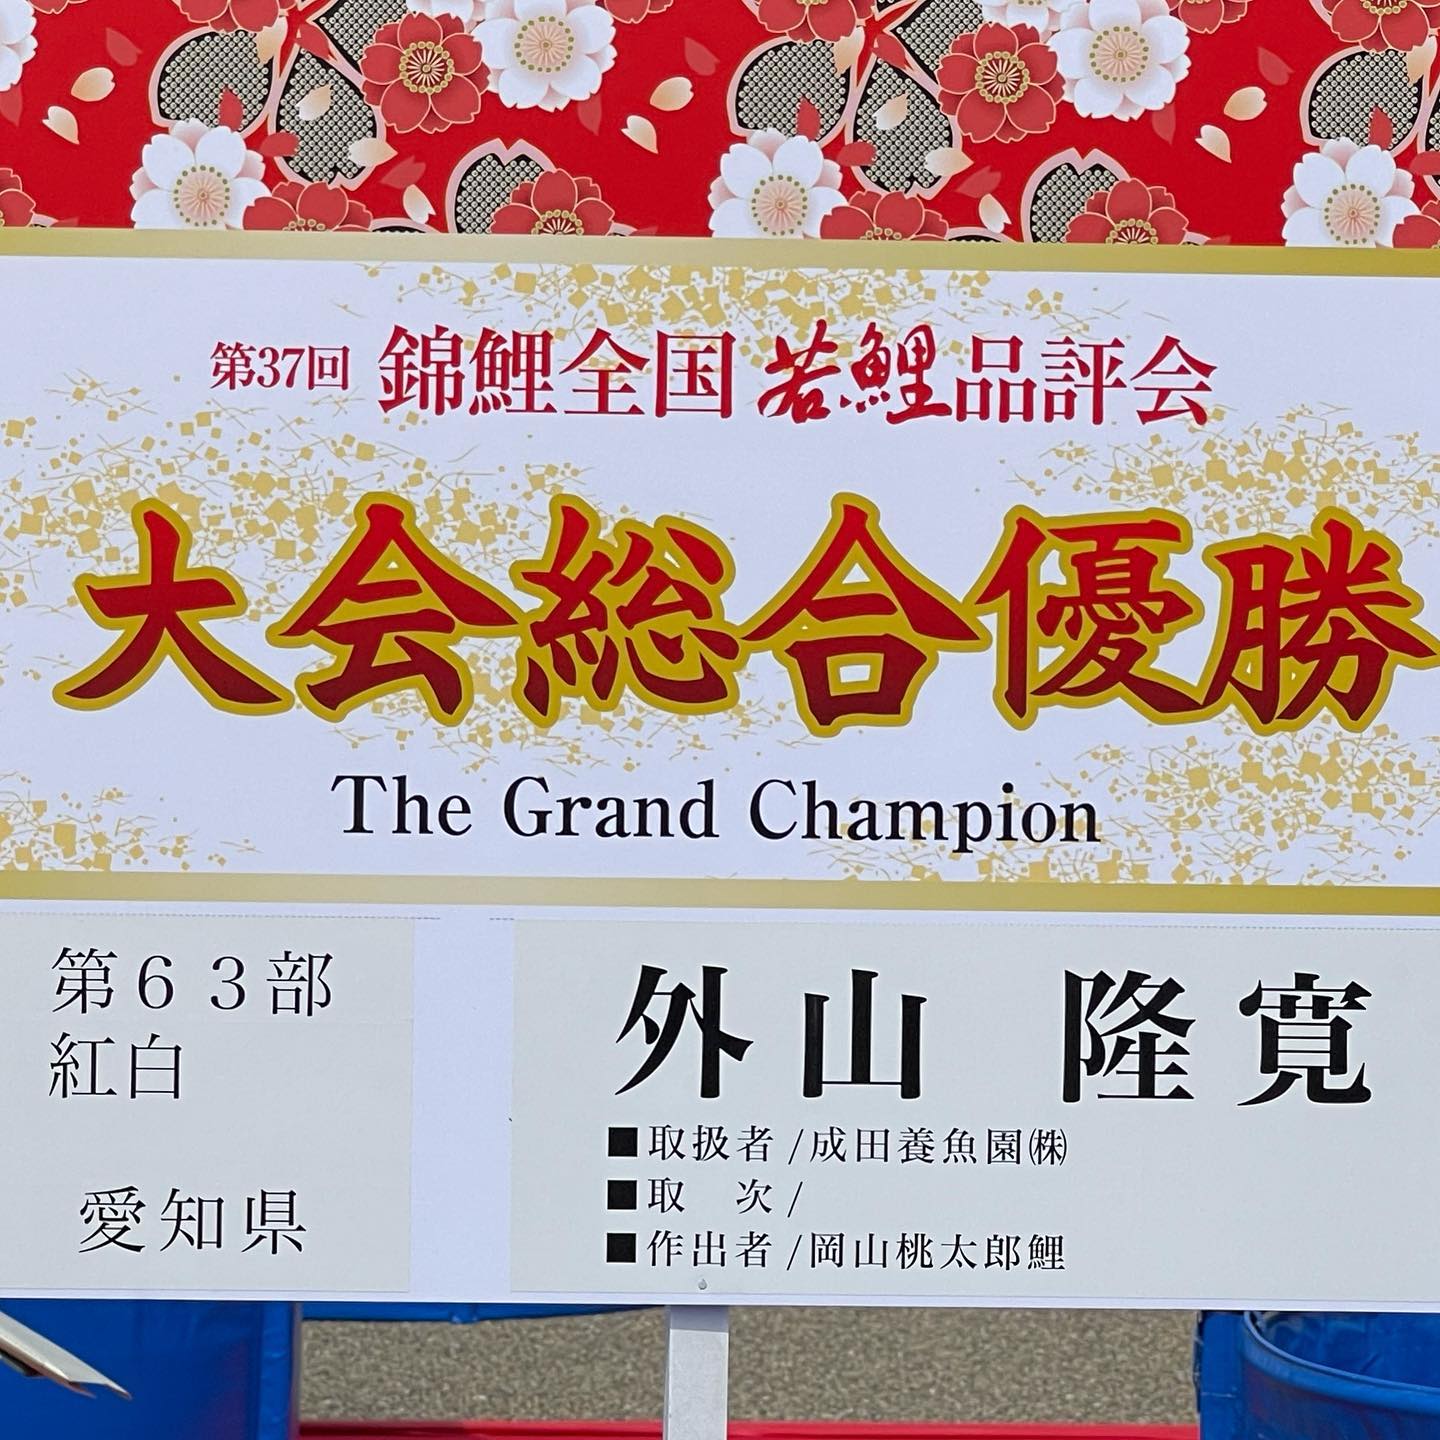 第37回 錦鯉全国若鯉品評会
大会総合優勝
The Grand Champion
第６３部
紅白
愛知県
外山 隆寛
■取扱者/成田養魚園㈱
■取　次/
■作出者/岡山桃太郎鯉